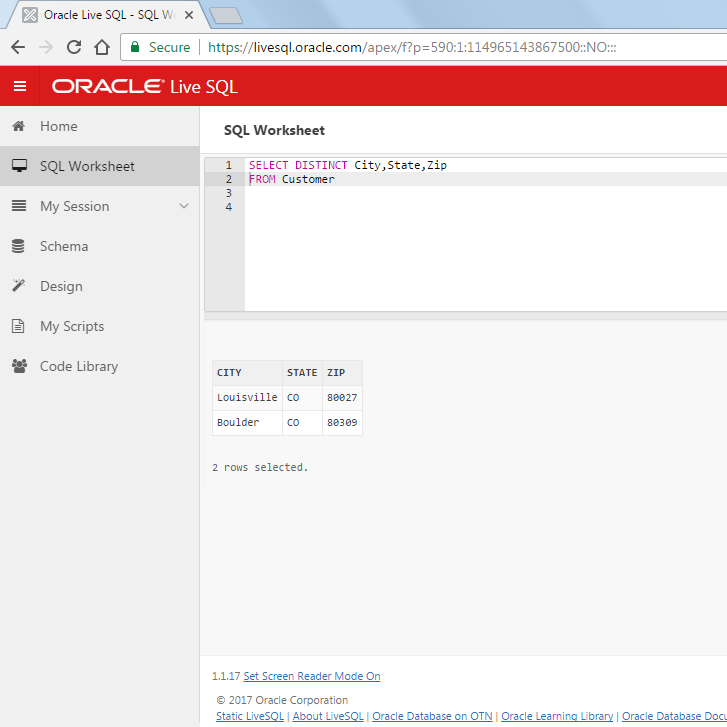 Oracle Live SQL - SQL Wo
Secure https://livesql.oracle.com/apex/f?p=590:1:114965143867500::NO:::
ORACLE® Live SQL
Home
SQL Worksheet
My Session
Schema
Design
My Scripts
Code Library
SQL Worksheet
1 SELECT DISTINCT City,State,Zip
2 FROM Customer
3
4
CITY STATE ZIP
Louisville CO 80027
Boulder CO 80309
2 rows selected.
1.1.17 Set Screen Reader Mode On
© 2017 Oracle Corporation
Static LiveSQL | About LiveSQL | Oracle Database on OTN | Oracle Learning Library | Oracle Database Docu